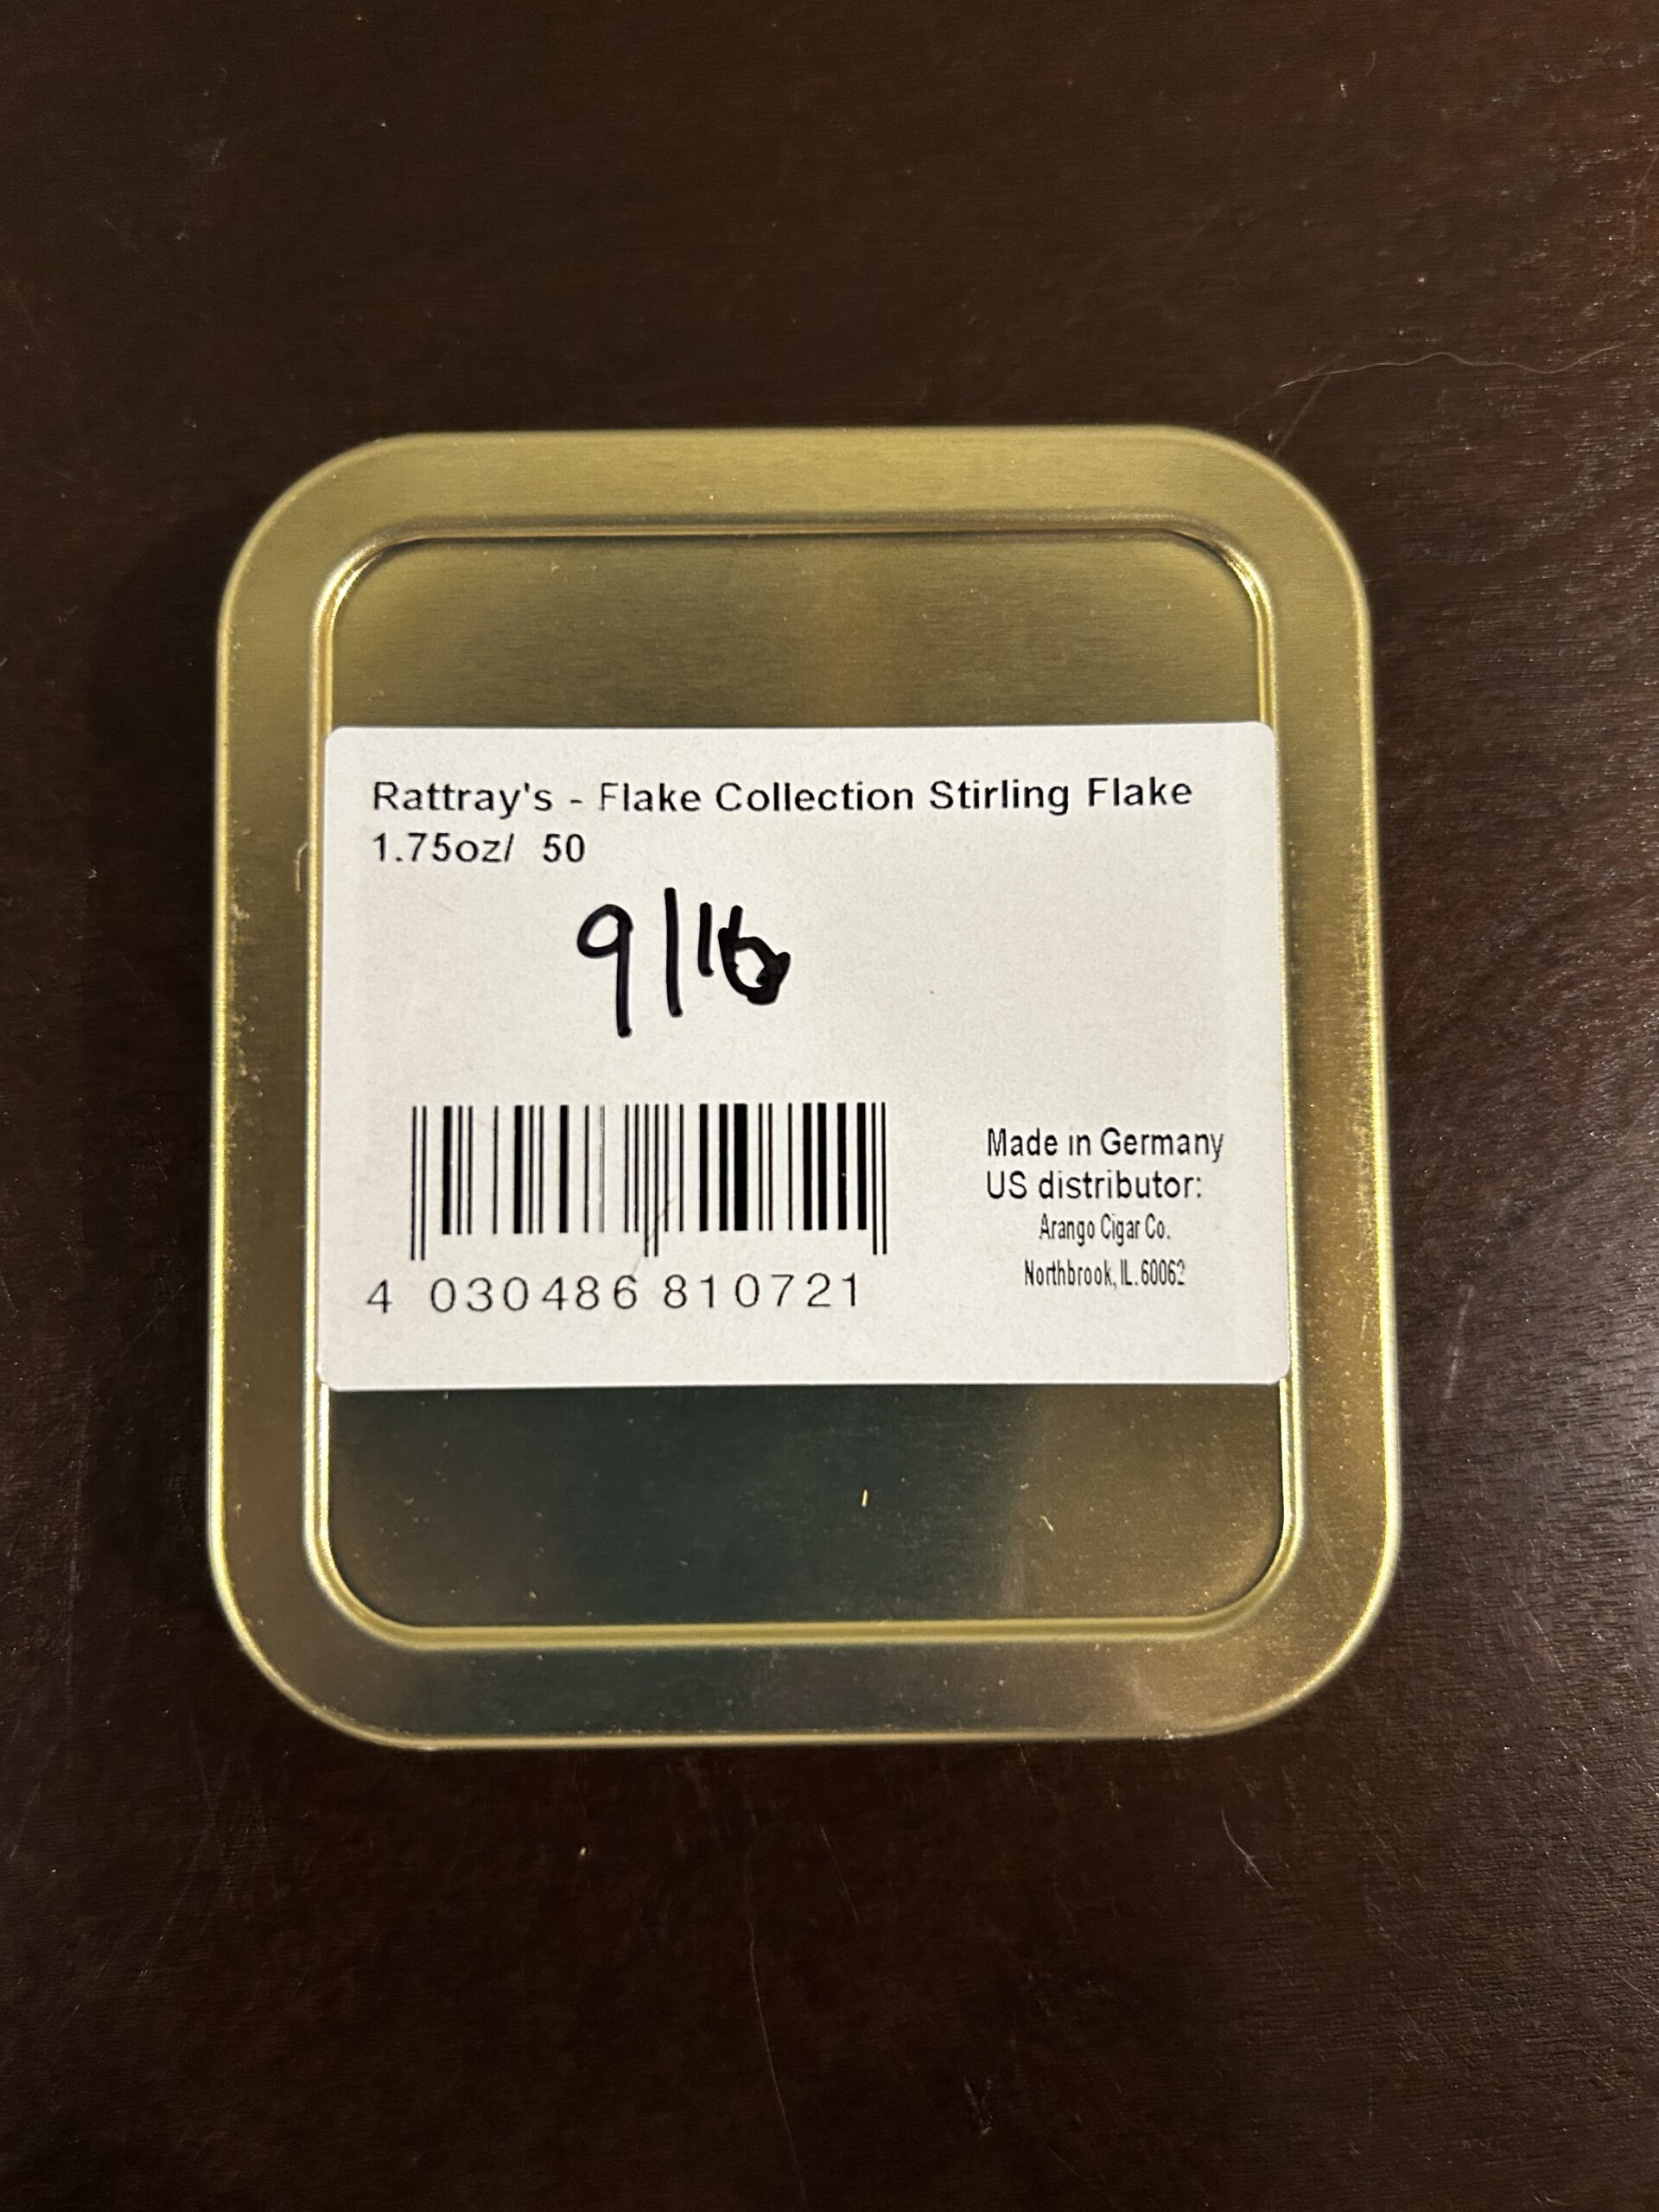 Rattray's - Flake Collection Stirling Flake
1.75oz/ 50
9/16
4 030486 810721
Made in Germany
US distributor:
Arango Cigar Co.
Northbrook, IL. 60062